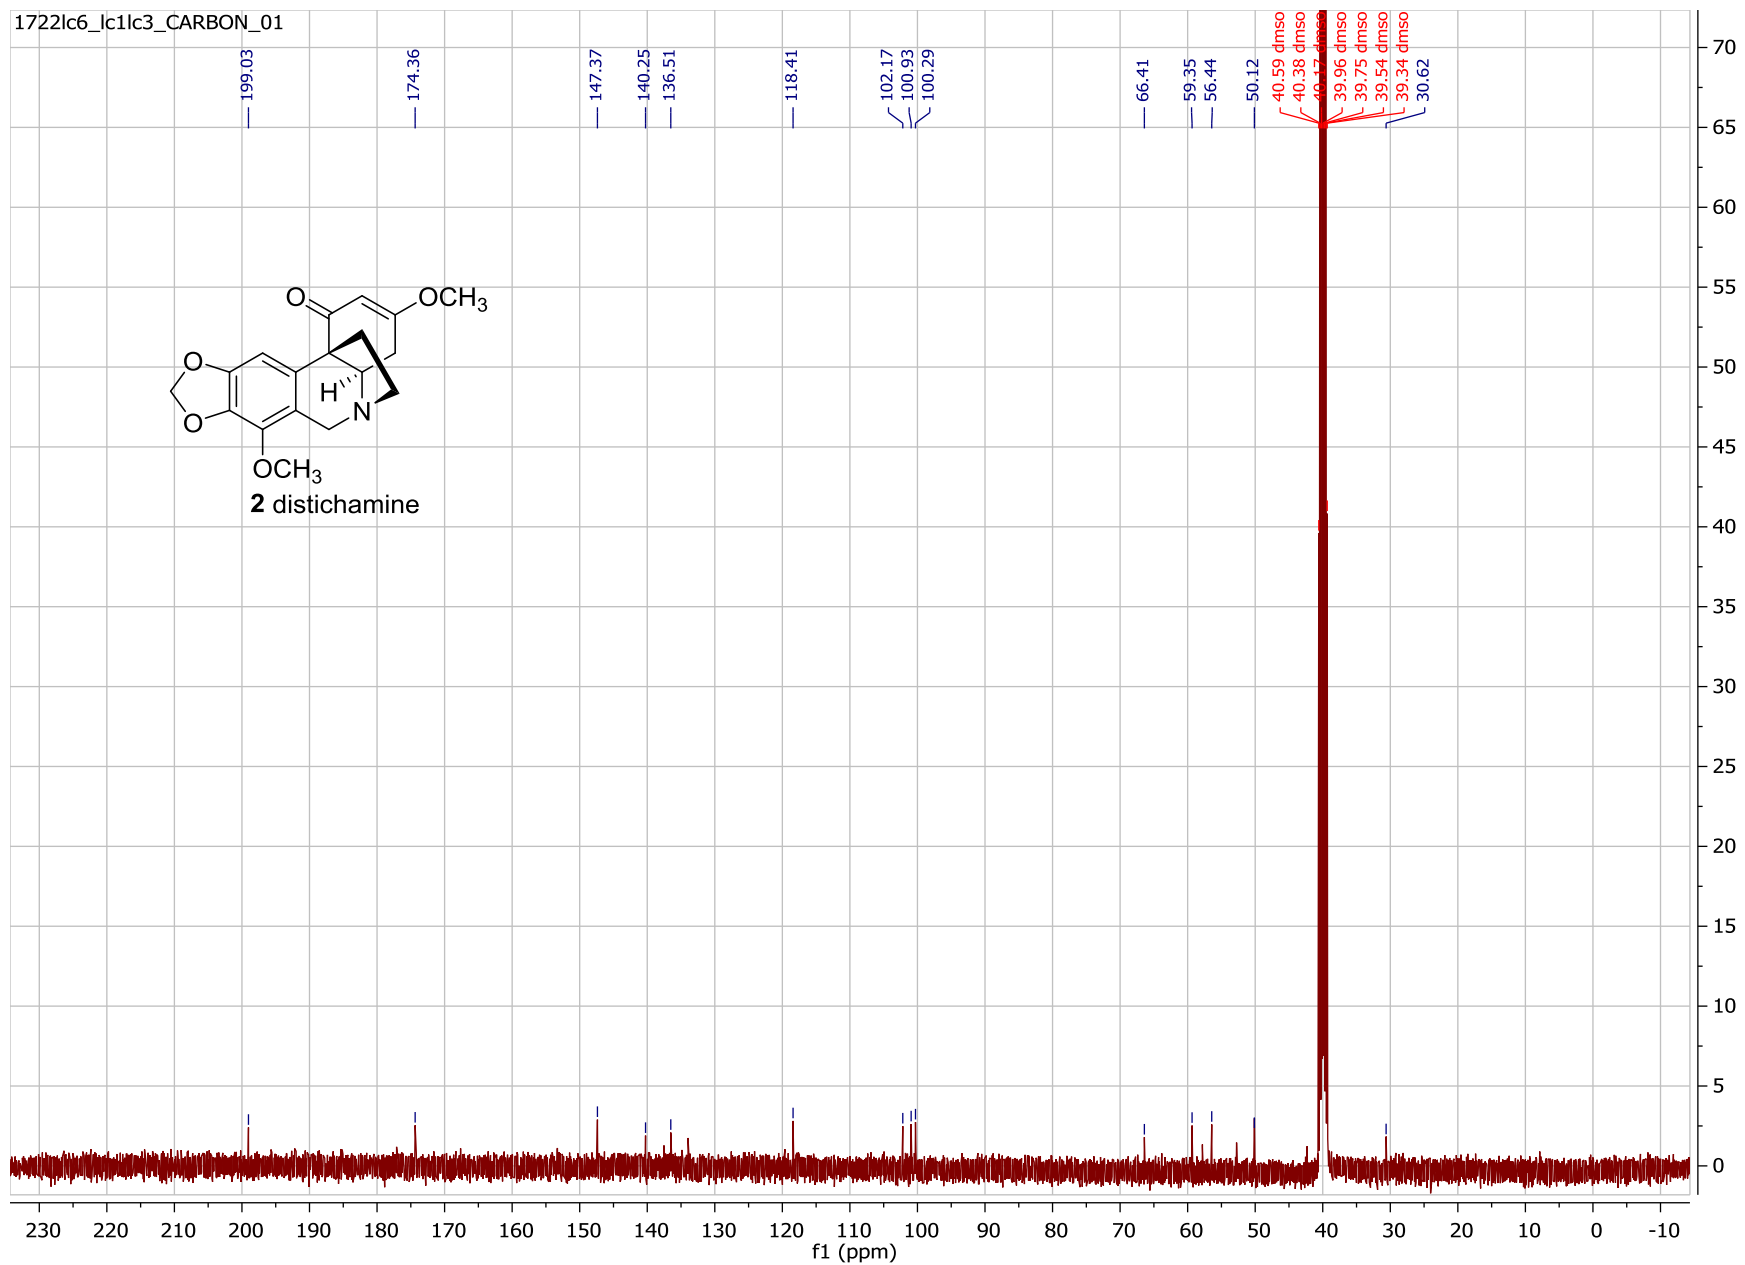 1722lc6_lc1lc3_CARBON_01
199.03
174.36
147.37
140.25
136.51
118.41
102.17
100.93
100.29
66.41
59.35
56.44
50.12
40.59 dmso
40.38 dmso
40.17 dmso
39.96 dmso
39.75 dmso
39.54 dmso
39.34 dmso
30.62
70
65
60
55
50
45
40
35
30
25
20
15
10
5
0
O
OCH3
O
H
N
O
OCH3
2 distichamine
230 220 210 200 190 180 170 160 150 140 130 120 110 100 90 80 70 60 50 40 30 20 10 0 -10
f1 (ppm)